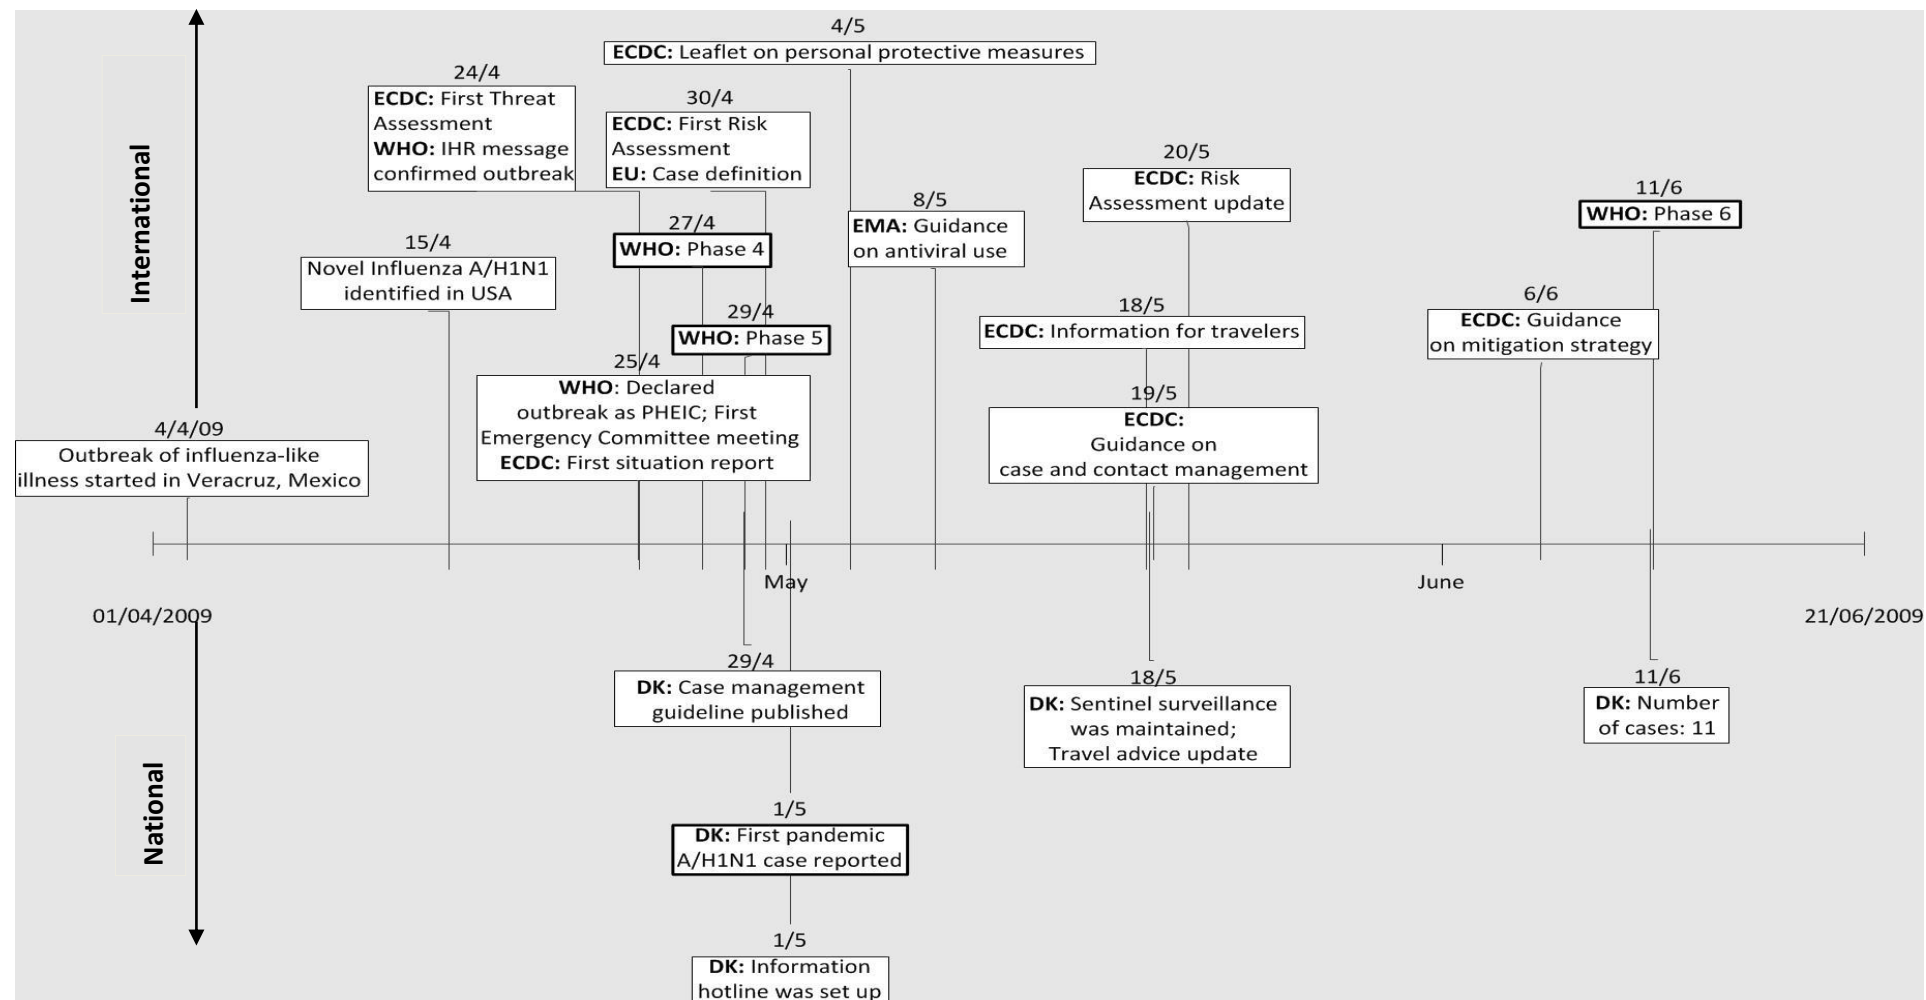 International
4/5
ECDC: Leaflet on personal protective measures
24/4
ECDC: First Threat
Assessment
WHO: IHR message
confirmed outbreak
30/4
ECDC: First Risk
Assessment
EU: Case definition
20/5
ECDC: Risk
Assessment update
11/6
WHO: Phase 6
8/5
EMA: Guidance
on antiviral use
27/4
WHO: Phase 4
15/4
Novel Influenza A/H1N1
identified in USA
29/4
WHO: Phase 5
18/5
ECDC: Information for travelers
6/6
ECDC: Guidance
on mitigation strategy
25/4
WHO: Declared
outbreak as PHEIC; First
Emergency Committee meeting
ECDC: First situation report
19/5
ECDC:
Guidance on
case and contact management
4/4/09
Outbreak of influenza-like
illness started in Veracruz, Mexico
May
June
01/04/2009
21/06/2009
National
29/4
DK: Case management
guideline published
18/5
DK: Sentinel surveillance
was maintained;
Travel advice update
11/6
DK: Number
of cases: 11
1/5
DK: First pandemic
A/H1N1 case reported
1/5
DK: Information
hotline was set up